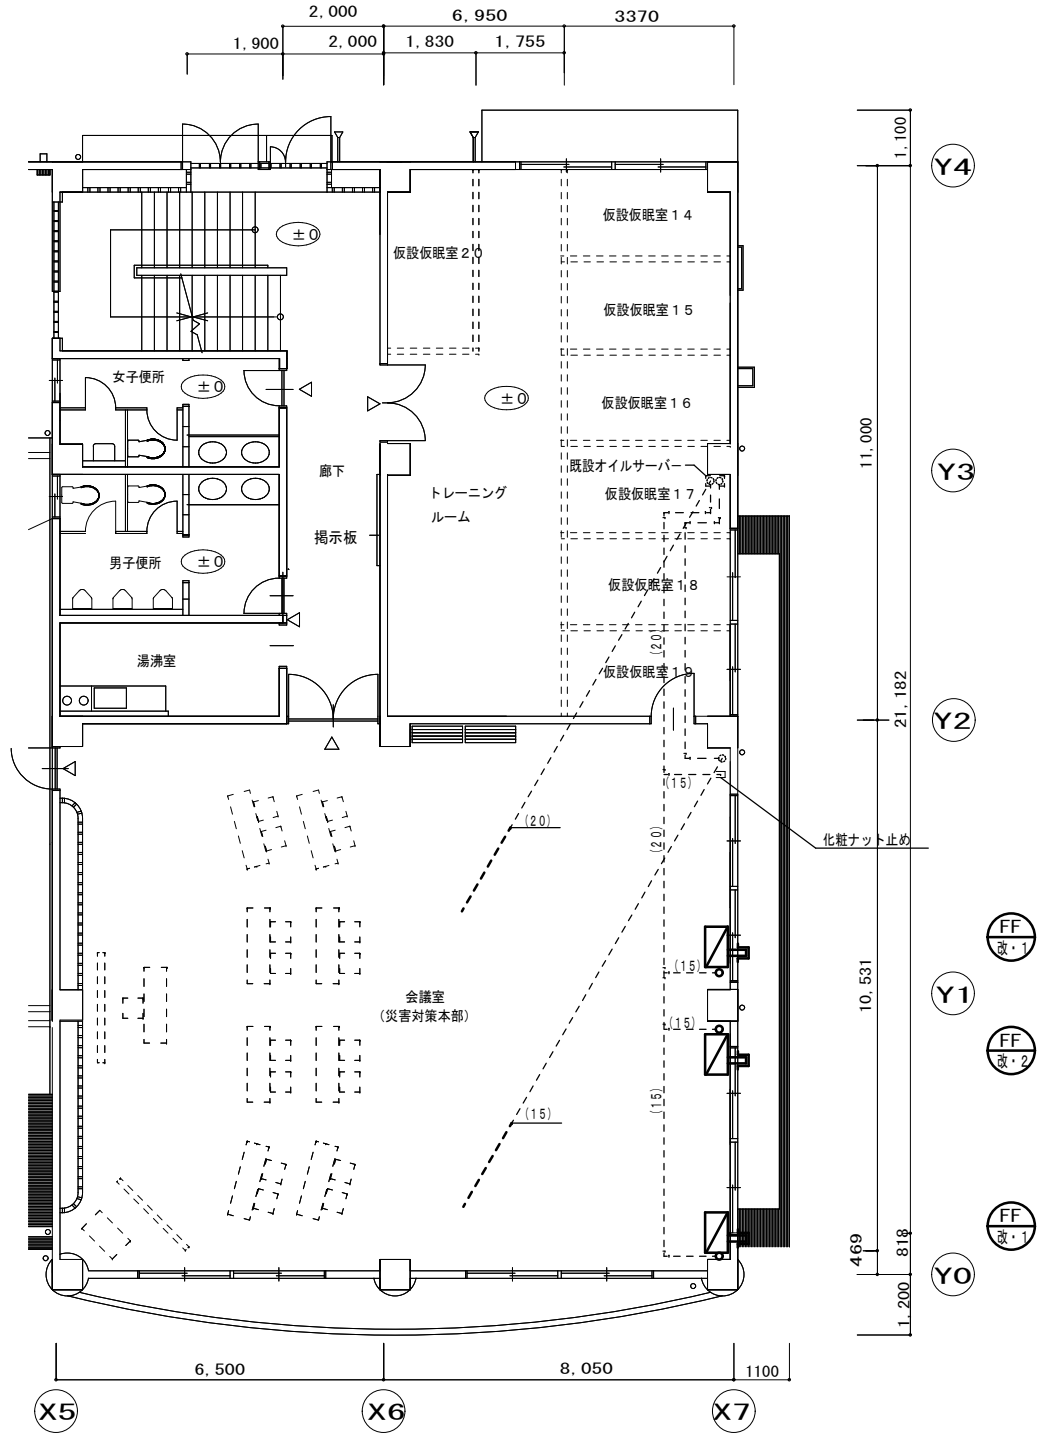 2,000
6,950
3370
1,900
2,000
1,830
1,755
1,100
Y4
仮設仮眠室14
±0
仮設仮眠室20
仮設仮眠室15
女子便所
±0
±0
仮設仮眠室16
11,000
廊下
既設オイルサーバー
Y3
トレーニング
ルーム
仮設仮眠室17
掲示板
男子便所
±0
仮設仮眠室18
(20)
湯沸室
仮設仮眠室19
21,182
Y2
(15)
(20)
(20)
化粧ナット止め
FF
改・1
(15)
10,531
会議室
(災害対策本部)
Y1
(15)
FF
改・2
(15)
(15)
FF
改・1
469
818
Y0
1,200
6,500
8,050
1100
X5
X6
X7